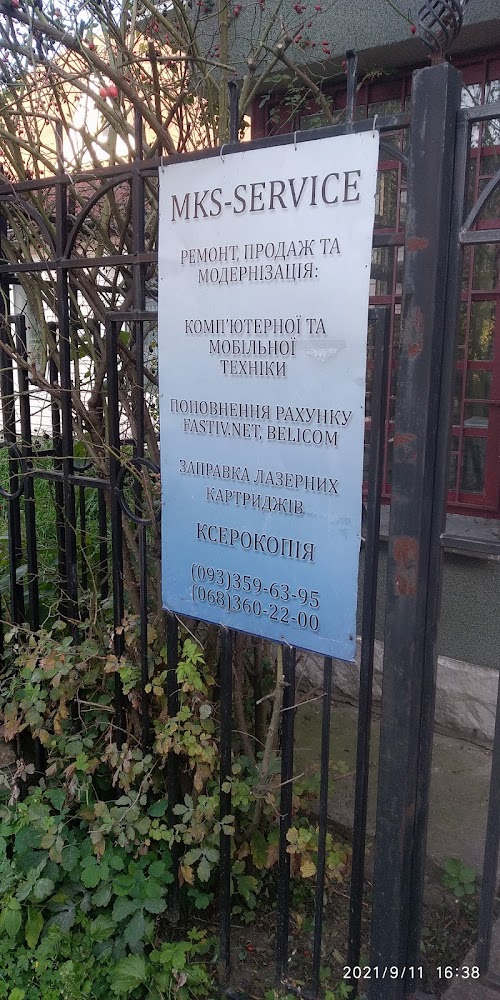 MKS-SERVICE
РЕМОНТ, ПРОДАЖ ТА
МОДЕРНІЗАЦІЯ:
КОМП'ЮТЕРНОЇ ТА
МОБІЛЬНОЇ
ТЕХНІКИ
ПОПОВНЕННЯ РАХУНКУ
FASTIV.NET, BELICOM
ЗАПРАВКА ЛАЗЕРНИХ
КАРТРИДЖІВ
КСЕРОКОПІЯ
(093)359-63-95
(068)360-22-00
2021/9/11 16:38